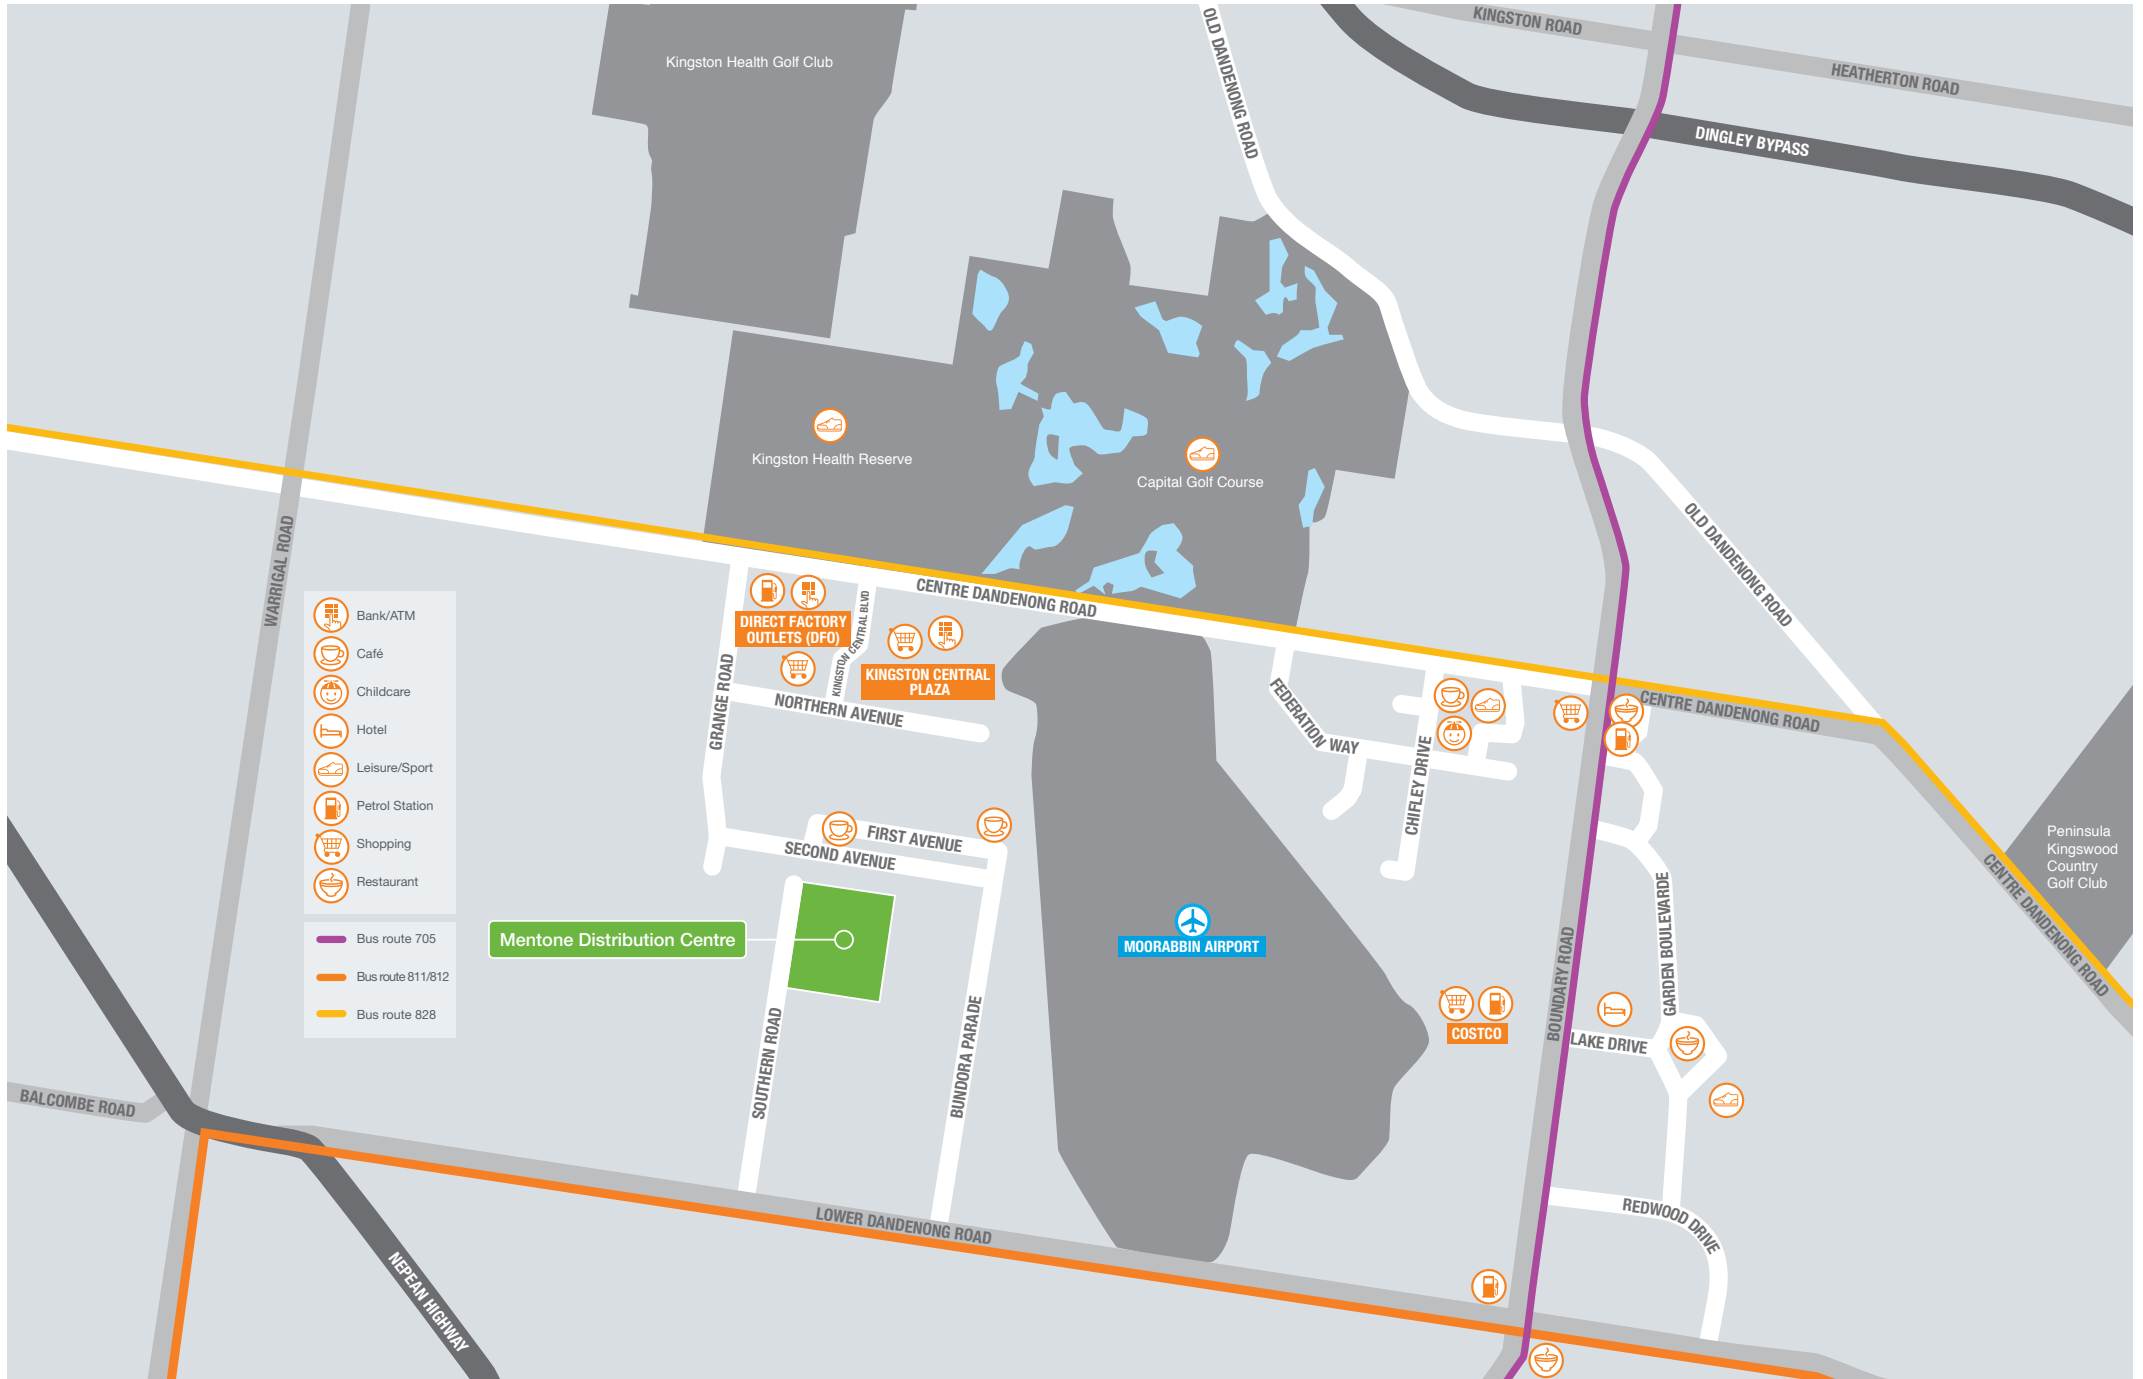 KINGSTON ROAD
HEATHERTON ROAD
OLD DANDENONG ROAD
Kingston Health Golf Club
DINGLEY BYPASS
Kingston Health Reserve
Capital Golf Course
OLD DANDENONG ROAD
WARRIGAL ROAD
CENTRE DANDENONG ROAD
DIRECT FACTORY
OUTLETS (DFO)
KINGSTON CENTRAL BLVD
KINGSTON CENTRAL
PLAZA
GRANGE ROAD
NORTHERN AVENUE
FEDERATION WAY
CHIFLEY DRIVE
CENTRE DANDENONG ROAD
Bank/ATM
Café
Childcare
Hotel
Leisure/Sport
Petrol Station
Shopping
Restaurant
Bus route 705
Bus route 811/812
Bus route 828
FIRST AVENUE
SECOND AVENUE
Peninsula
Kingswood
Country
Golf Club
CENTRE DANDENONG ROAD
Mentone Distribution Centre
MOORABBIN AIRPORT
BOUNDARY ROAD
GARDEN BOULEVARDE
COSTCO
LAKE DRIVE
SOUTHERN ROAD
BUNDORA PARADE
BALCOMBE ROAD
REDWOOD DRIVE
LOWER DANDENONG ROAD
NEPEAN HIGHWAY